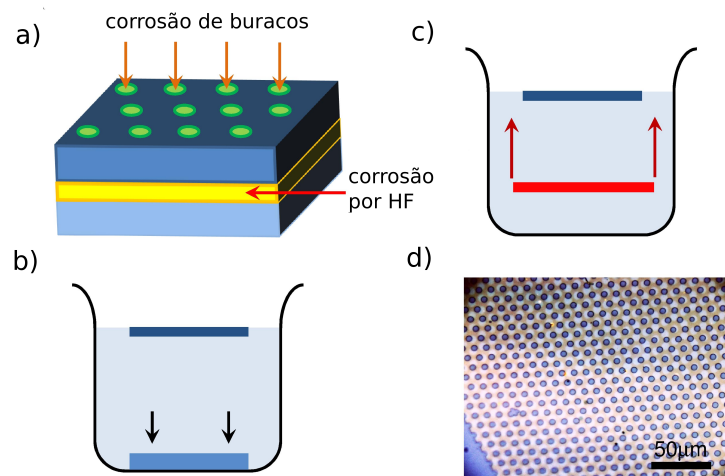 a)
corrosão de buracos
corrosão
por HF
b)
c)
d)
50μm